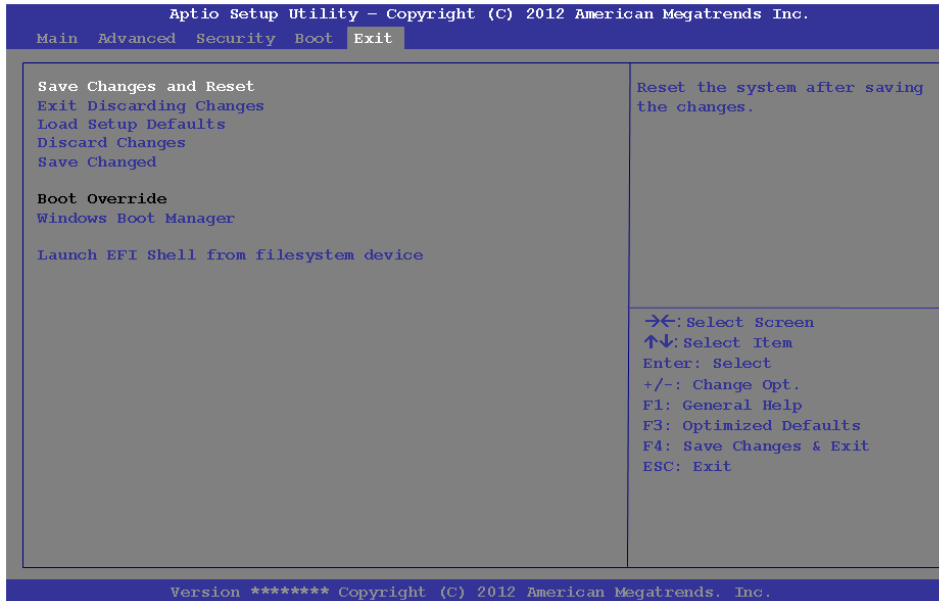 Aptio Setup Utility – Copyright (C) 2012 American Megatrends Inc.
Main Advanced Security Boot Exit
Save Changes and Reset
Exit Discarding Changes
Load Setup Defaults
Discard Changes
Save Changed
Boot Override
Windows Boot Manager
Launch EFI Shell from filesystem device
Reset the system after saving
the changes.
→←: Select Screen
↑↓: Select Item
Enter: Select
+/-: Change Opt.
F1: General Help
F3: Optimized Defaults
F4: Save Changes & Exit
ESC: Exit
Version ******** Copyright (C) 2012 American Megatrends. Inc.